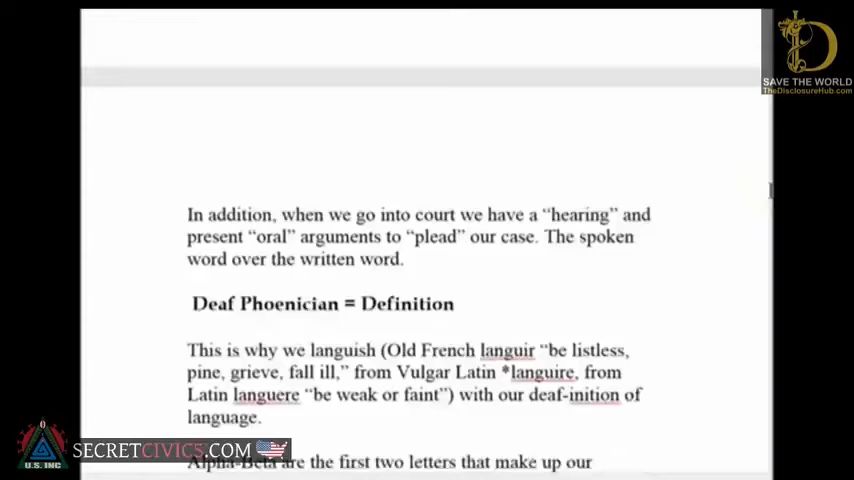 SAVE THE WORLD
TheDisclosureHub.com
In addition, when we go into court we have a “hearing” and
present “oral” arguments to “plead” our case. The spoken
word over the written word.
Deaf Phoenician = Definition
This is why we languish (Old French languir “be listless,
pine, grieve, fall ill,” from Vulgar Latin *languire, from
Latin languere “be weak or faint”) with our deaf-inition of
language.
Alpha-Beta are the first two letters that make up our
SECRETCIVICS.COM
U.S. INC